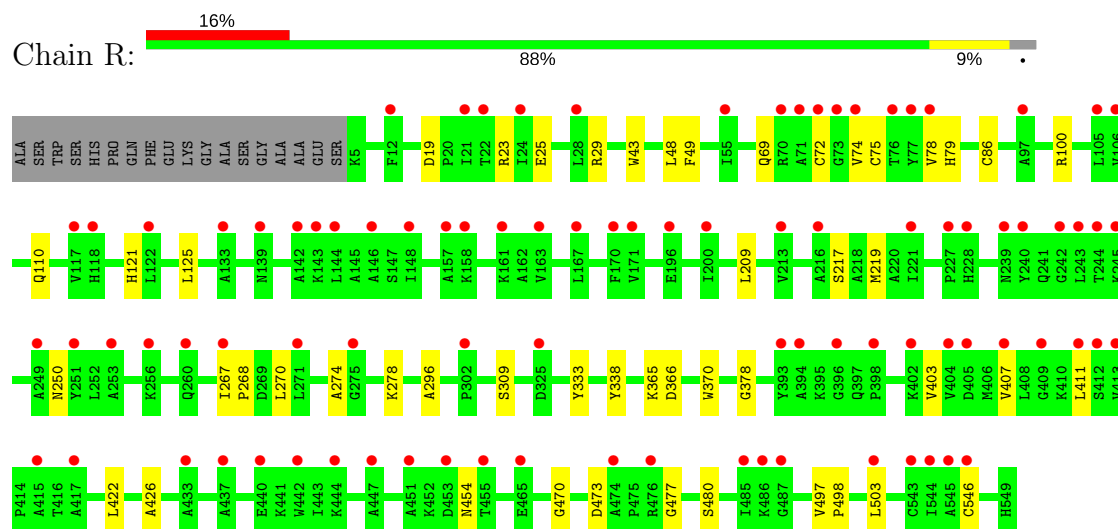 Chain R:
16%
88%
9%
•
ALA SER TRP SER HIS PRO GLN PHE GLU LYS GLY ALA SER GLY ALA ALA GLU SER K5 F12 D19 P20 I21 T22 R23 I24 E25 L28 R29 W43 L48 F49 I55 Q69 R70 A71 C72 G73 V74 C75 T76 Y77 V78 H79 C86 A97 R100 L105
Q110 V117 H118 H121 L122 L125 A133 N139 A142 K143 L144 A145 A146 S147 I148 A157 K158 K161 A162 V163 L167 F170 V171 E196 I200 L209 V213 A216 S217 A218 M219 A220 I221 P227 H228 N239 Y240 Q241 G242 L243 T244
A249 N250 Y251 L252 A253 K256 Q260 I267 P268 D269 L270 L271 A274 G275 K278 A296 P302 S309 D325 Y333 Y338 K365 D366 W370 G378 Y393 A394 K395 G396 Q397 P398 K402 V403 V404 D405 M406 V407 L408 G409 K410 L411 S412 V413
P414 A415 T416 A417 L422 A426 A433 A437 E440 K441 W442 I443 K444 A447 A451 K452 D453 N454 T455 E465 G470 D473 A474 P475 R476 G477 S480 I485 K486 G487 V497 P498 L503 C543 I544 A545 C546 H549